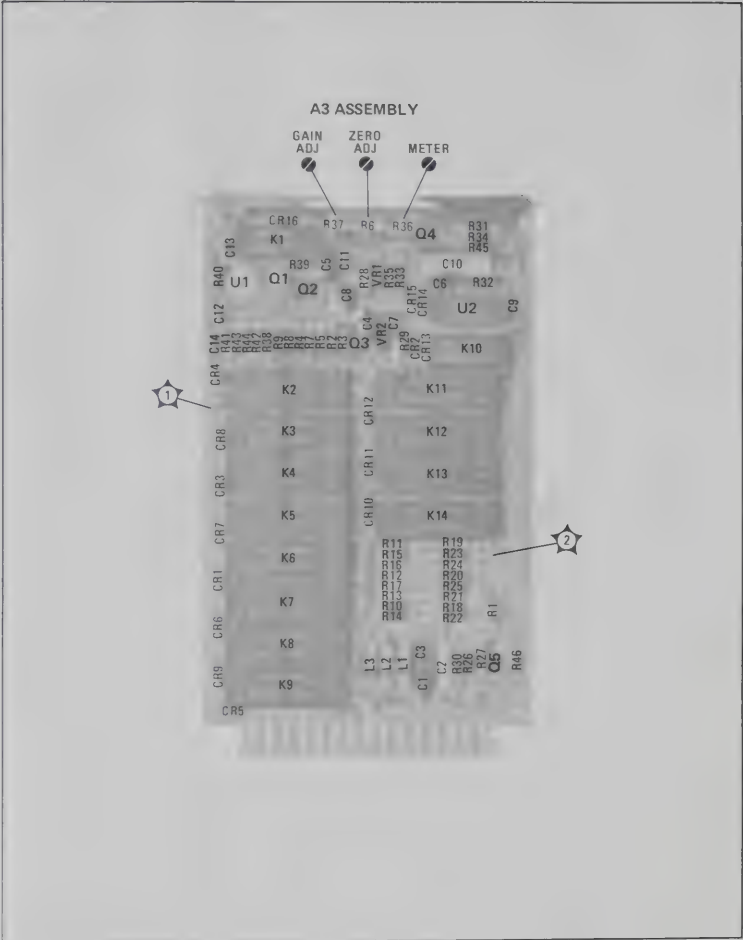 A3 ASSEMBLY
GAIN ADJ
ZERO ADJ
METER
CR16
R37
R6
R36
Q4
R31
R34
R45
C13
K1
R40
U1
Q1
R39
Q2
C5
C11
C8
R28
VR1
R35
R33
C10
C6
R32
CR15
CR14
U2
C9
C12
C14
R41
R43
R44
R42
R38
R9
R8
R4
R7
R5
R2
R3
Q3
C4
VR2
C7
R29
CR2
CR13
K10
CR4
1
K2
K11
CR12
CR8
K3
K12
CR11
CR3
K4
K13
CR10
CR7
K5
K14
R11
R15
R16
R12
R17
R13
R10
R14
R19
R23
R24
R20
R25
R21
R18
R22
2
R1
K6
CR1
K7
CR6
K8
CR9
K9
CR5
L3
L2
L1
C3
C1
C2
R30
R26
R27
Q5
R46